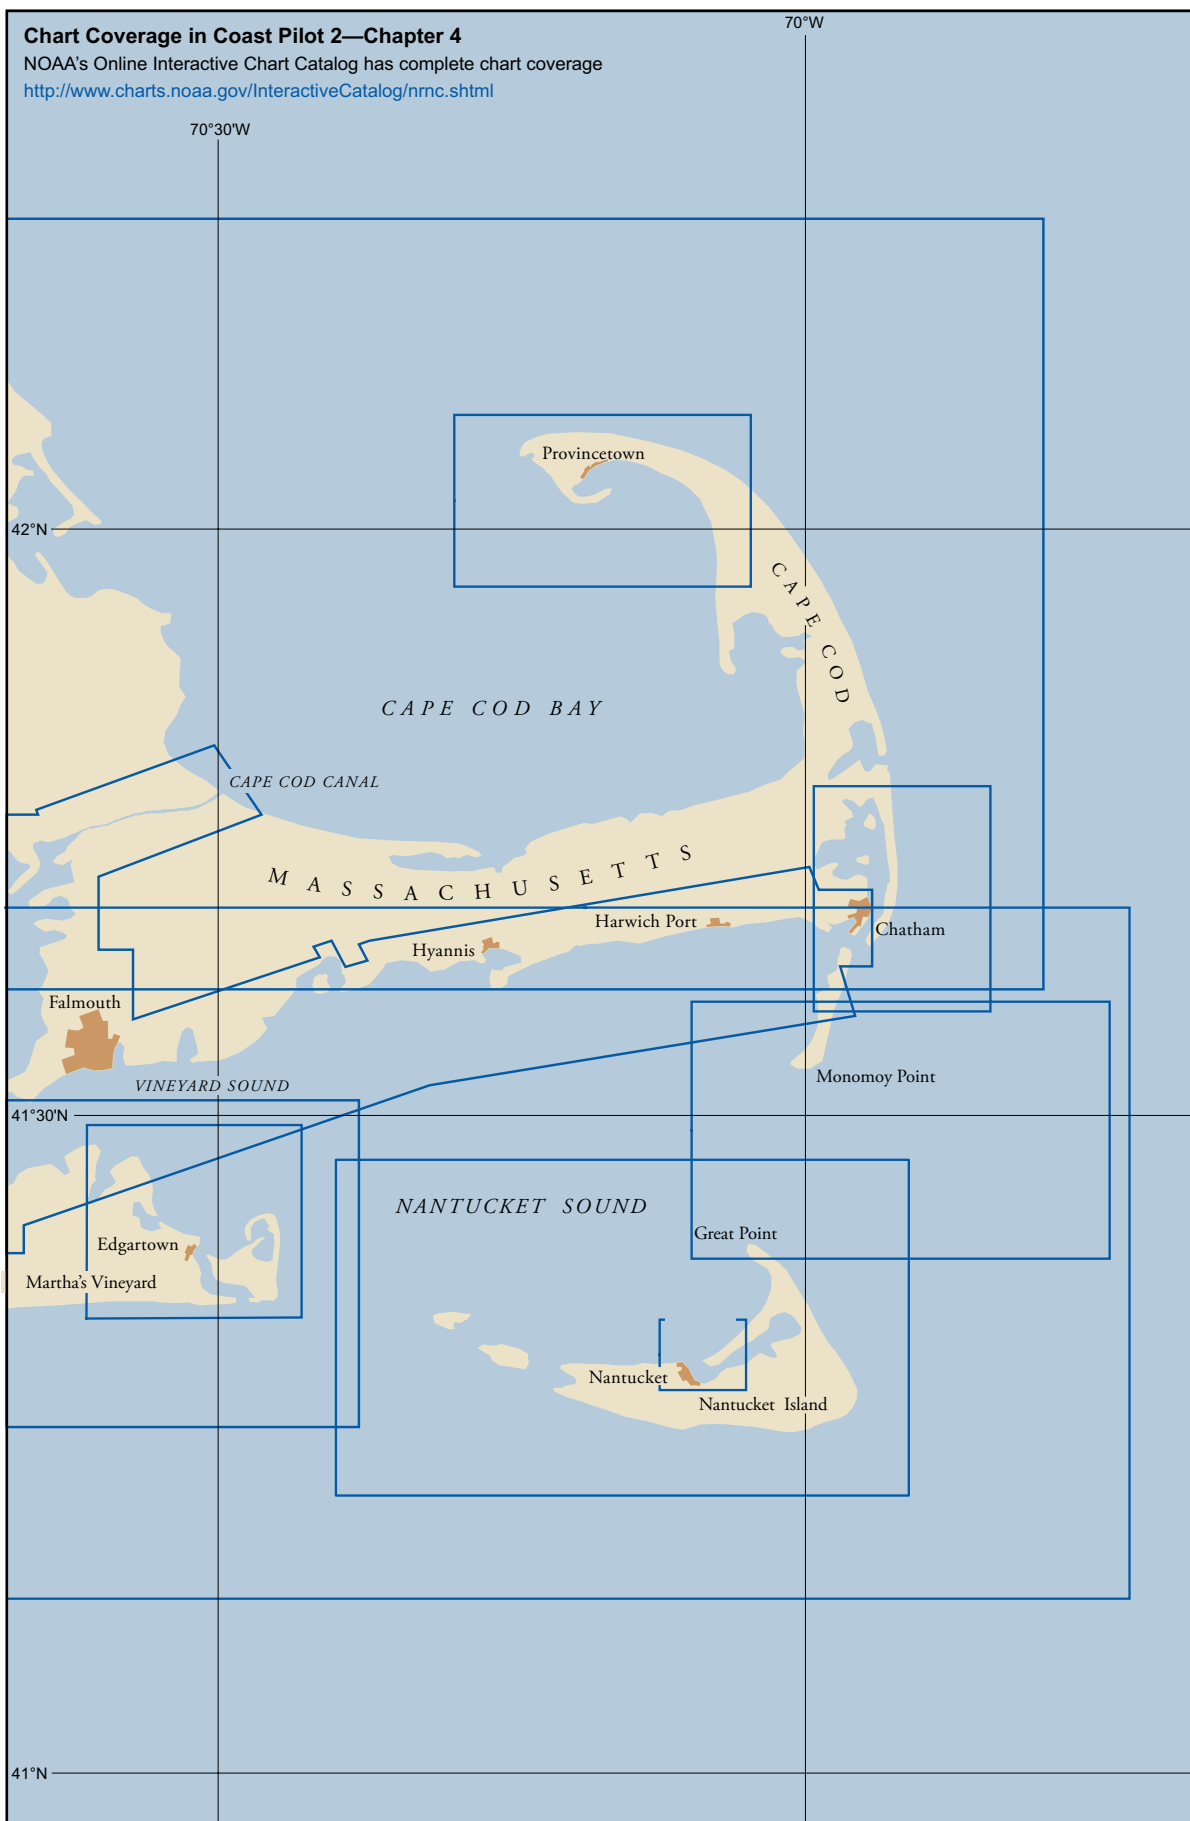 Chart Coverage in Coast Pilot 2—Chapter 4
NOAA's Online Interactive Chart Catalog has complete chart coverage
http://www.charts.noaa.gov/InteractiveCatalog/nrnc.shtml
70°W
70°30'W
Provincetown
42°N
CAPE COD
CAPE COD BAY
CAPE COD CANAL
MASSACHUSETTS
Harwich Port
Chatham
Hyannis
Falmouth
Monomoy Point
VINEYARD SOUND
41°30'N
NANTUCKET SOUND
Great Point
Edgartown
Martha's Vineyard
Nantucket
Nantucket Island
41°N